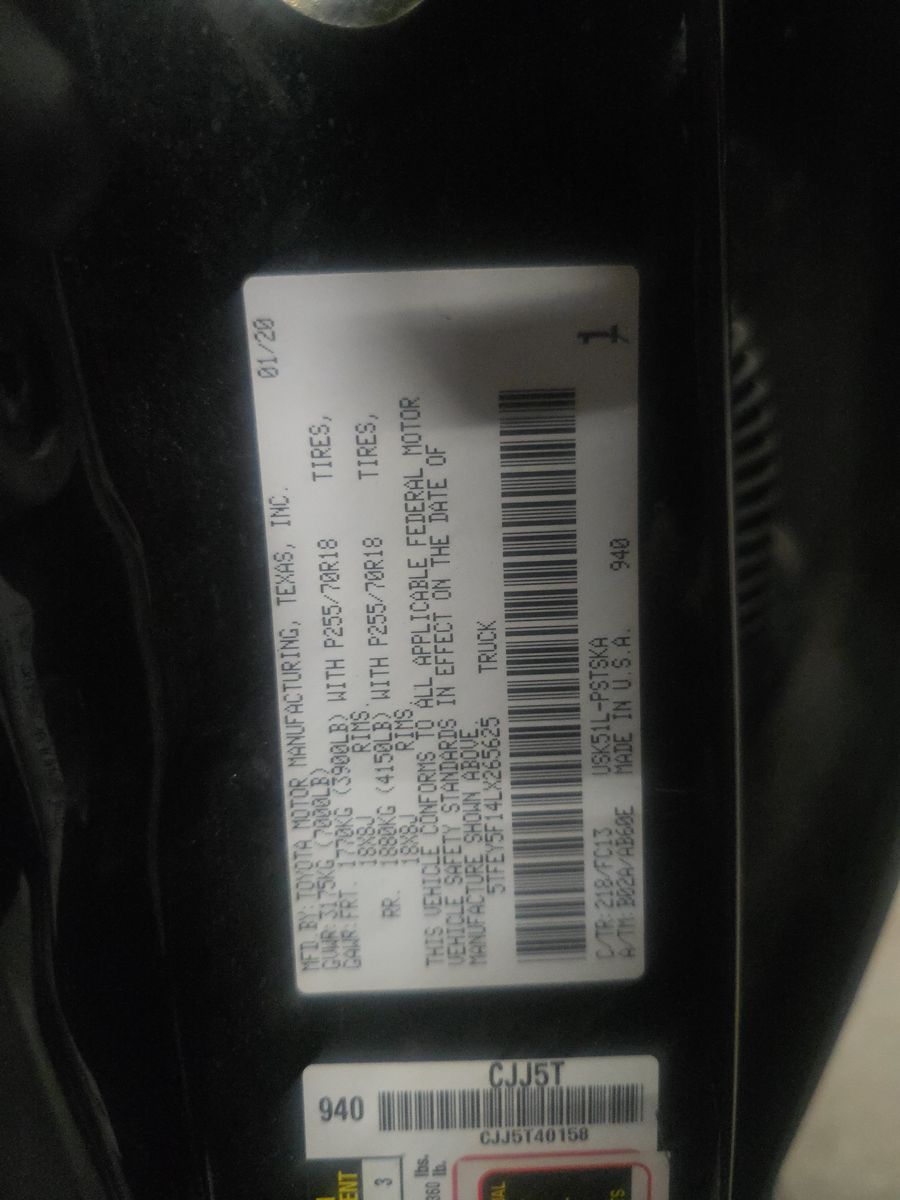 MFD BY: TOYOTA MOTOR MANUFACTURING, TEXAS, INC. 01/20
GVWR: 3175KG (7000LB)
GAWR: FRT. 1770KG (3900LB) WITH P255/70R18 TIRES,
18X8J RIMS.
RR. 1880KG (4150LB) WITH P255/70R18 TIRES,
18X8J RIMS.
THIS VEHICLE CONFORMS TO ALL APPLICABLE FEDERAL MOTOR
VEHICLE SAFETY STANDARDS IN EFFECT ON THE DATE OF
MANUFACTURE SHOWN ABOVE.
5TFEY5F14LX265625 TRUCK
C/TR: 218/FC13 USK51L-PSTSKA
A/TM: B02A/AB60E MADE IN U.S.A. 940
1
CJJ5T
940
CJJ5T40158
3
lbs.
lb.